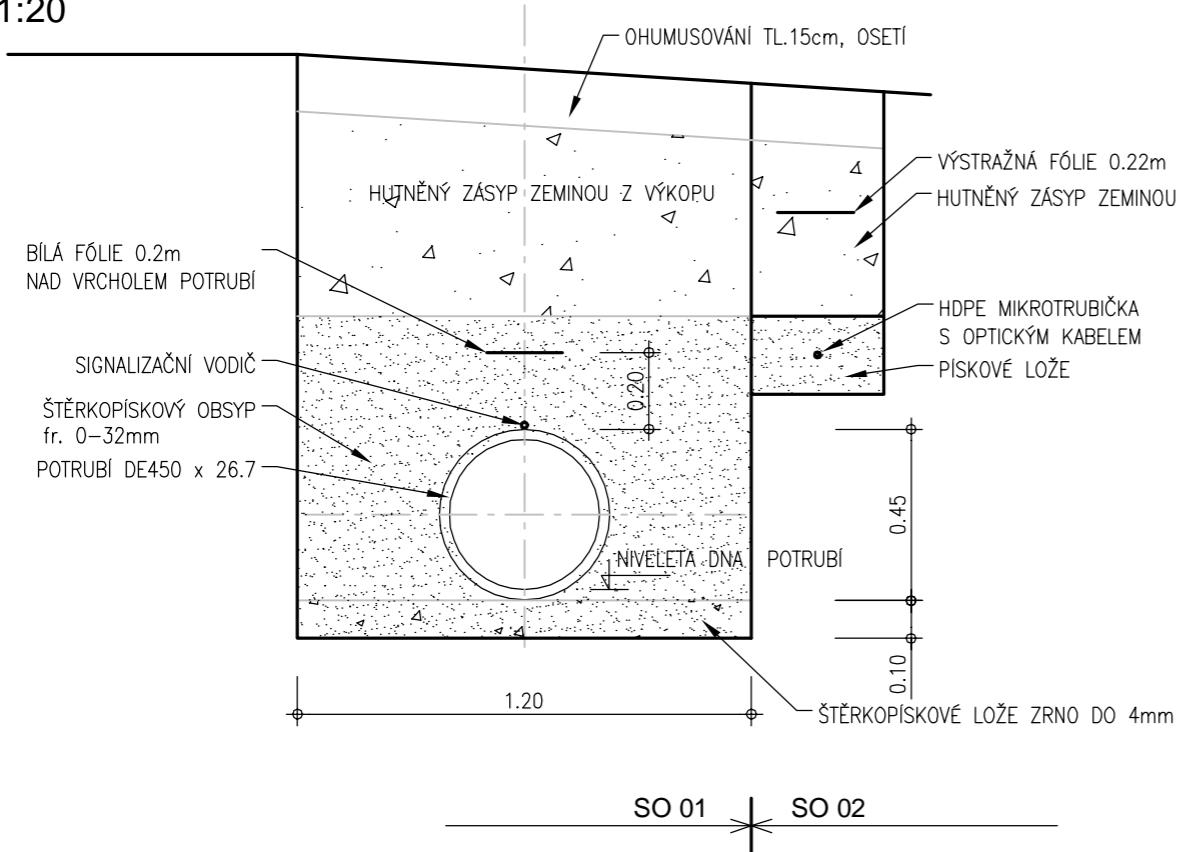 1:20
OHUMUSOVÁNÍ TL.15cm, OSETÍ
VÝSTRAŽNÁ FÓLIE 0.22m
HUTNĚNÝ ZÁSYP ZEMINOU Z VÝKOPU
HUTNĚNÝ ZÁSYP ZEMINOU
BÍLÁ FÓLIE 0.2m
NAD VRCHOLEM POTRUBÍ
HDPE MIKROTRUBIČKA
S OPTICKÝM KABELEM
SIGNALIZAČNÍ VODIČ
PÍSKOVÉ LOŽE
0.20
ŠTĚRKOPÍSKOVÝ OBSYP
fr. 0-32mm
POTRUBÍ DE450 x 26.7
0.45
NIVELETA DNA POTRUBÍ
0.10
1.20
ŠTĚRKOPÍSKOVÉ LOŽE ZRNO DO 4mm
SO 01
SO 02